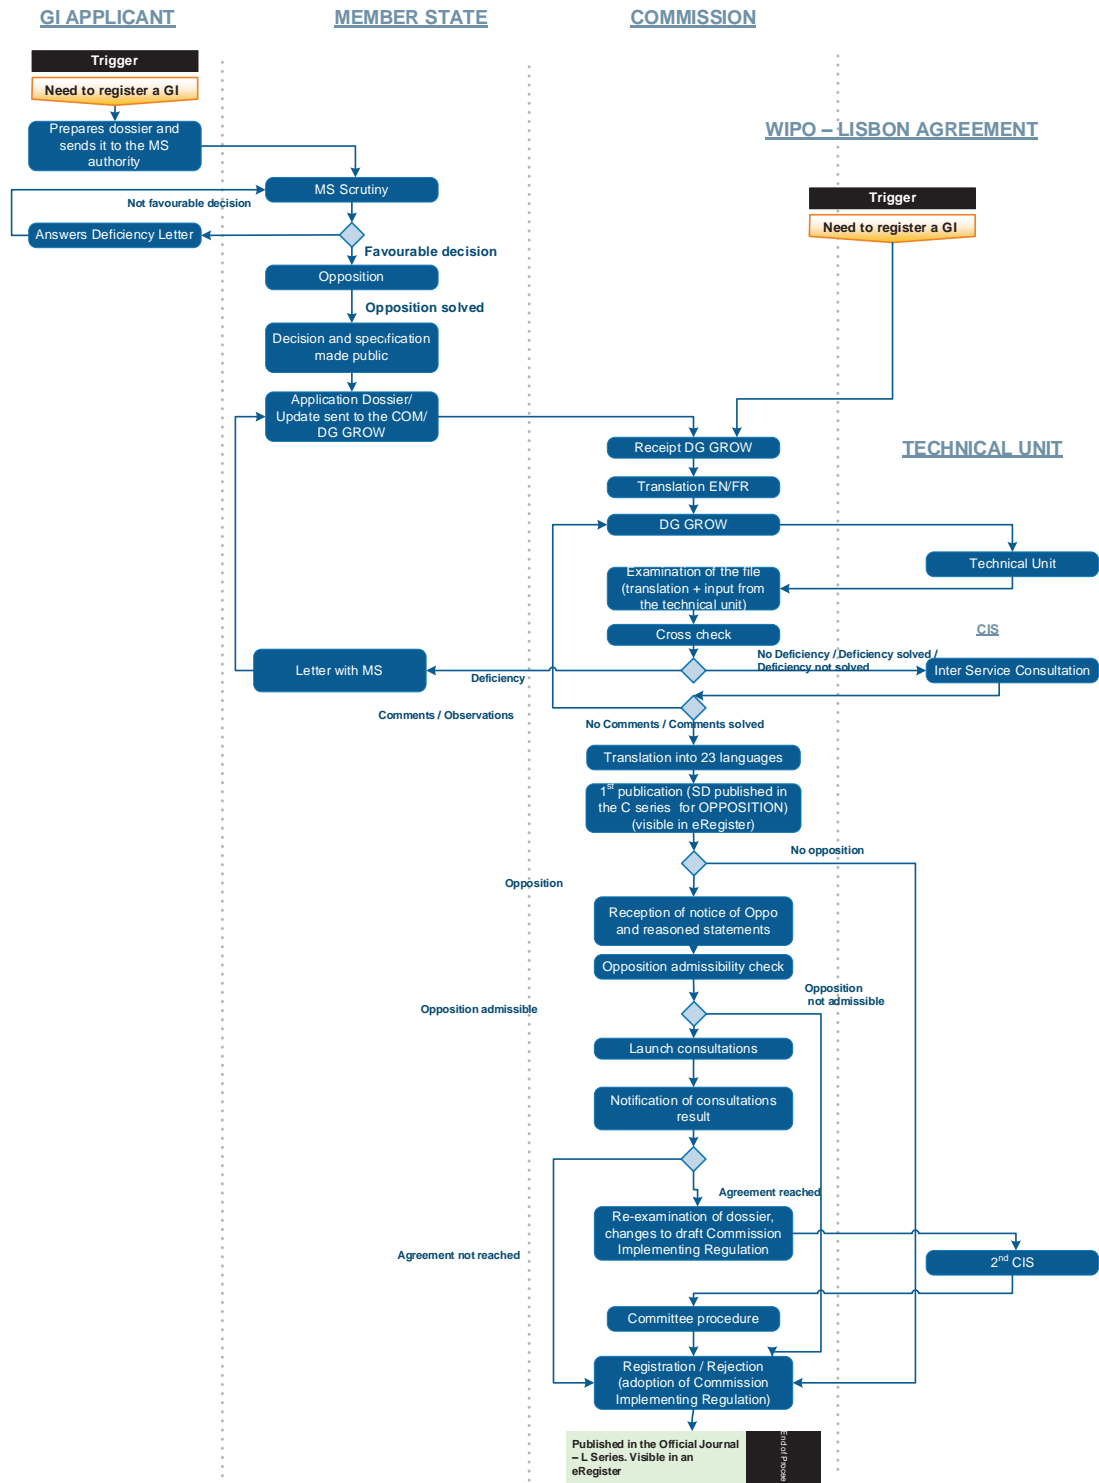 GI APPLICANT
MEMBER STATE
COMMISSION
Trigger
Need to register a GI
Prepares dossier and
sends it to the MS
authority
WIPO – LISBON AGREEMENT
MS Scrutiny
Trigger
Not favourable decision
Need to register a GI
Answers Deficiency Letter
Favourable decision
Opposition
Opposition solved
Decision and specification
made public
Application Dossier/
Update sent to the COM/
DG GROW
Receipt DG GROW
TECHNICAL UNIT
Translation EN/FR
DG GROW
Technical Unit
Examination of the file
(translation + input from
the technical unit)
Cross check
CIS
No Deficiency / Deficiency solved /
Deficiency not solved
Letter with MS
Deficiency
Inter Service Consultation
Comments / Observations
No Comments / Comments solved
Translation into 23 languages
1st publication (SD published in
the C series for OPPOSITION)
(visible in eRegister)
No opposition
Opposition
Reception of notice of Oppo
and reasoned statements
Opposition admissibility check
Opposition
not admissible
Opposition admissible
Launch consultations
Notification of consultations
result
Agreement reached
Re-examination of dossier,
changes to draft Commission
Implementing Regulation
Agreement not reached
2nd CIS
Committee procedure
Registration / Rejection
(adoption of Commission
Implementing Regulation)
Published in the Official Journal
– L Series. Visible in an
eRegister
End of Proce